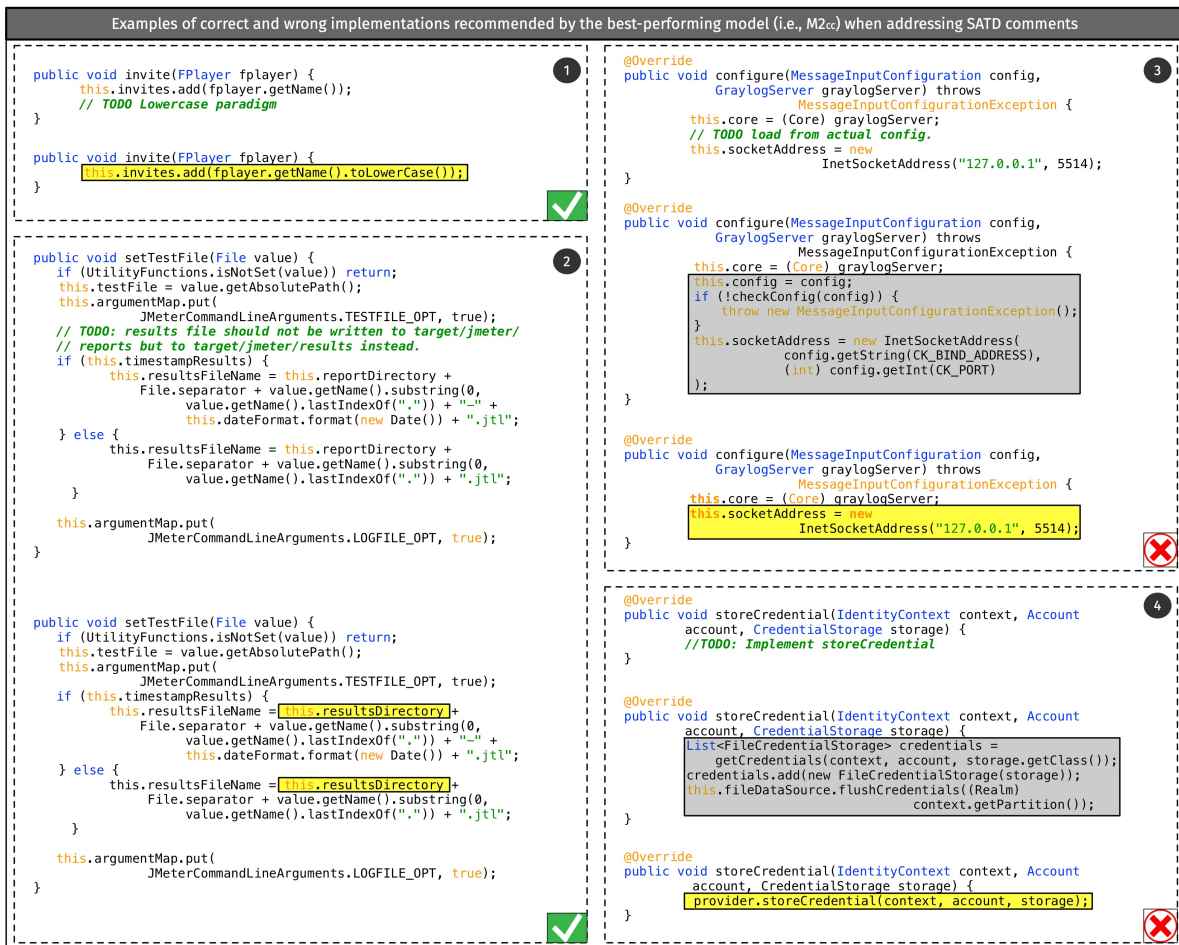 Examples of correct and wrong implementations recommended by the best-performing model (i.e., M2cc) when addressing SATD comments
1
public void invite(FPlayer fplayer) {
this.invites.add(fplayer.getName());
// TODO Lowercase paradigm
}
public void invite(FPlayer fplayer) {
this.invites.add(fplayer.getName().toLowerCase());
}
2
public void setTestFile(File value) {
if (UtilityFunctions.isNotSet(value)) return;
this.testFile = value.getAbsolutePath();
this.argumentMap.put(
JMeterCommandLineArguments.TESTFILE_OPT, true);
// TODO: results file should not be written to target/jmeter/
// reports but to target/jmeter/results instead.
if (this.timestampResults) {
this.resultsFileName = this.reportDirectory +
File.separator + value.getName().substring(0,
value.getName().lastIndexOf(".")) + "-" +
this.dateFormat.format(new Date()) + ".jtl";
} else {
this.resultsFileName = this.reportDirectory +
File.separator + value.getName().substring(0,
value.getName().lastIndexOf(".")) + ".jtl";
}
this.argumentMap.put(
JMeterCommandLineArguments.LOGFILE_OPT, true);
}
public void setTestFile(File value) {
if (UtilityFunctions.isNotSet(value)) return;
this.testFile = value.getAbsolutePath();
this.argumentMap.put(
JMeterCommandLineArguments.TESTFILE_OPT, true);
if (this.timestampResults) {
this.resultsFileName = this.resultsDirectory +
File.separator + value.getName().substring(0,
value.getName().lastIndexOf(".")) + "-" +
this.dateFormat.format(new Date()) + ".jtl";
} else {
this.resultsFileName = this.resultsDirectory +
File.separator + value.getName().substring(0,
value.getName().lastIndexOf(".")) + ".jtl";
}
this.argumentMap.put(
JMeterCommandLineArguments.LOGFILE_OPT, true);
}
3
@Override
public void configure(MessageInputConfiguration config,
GraylogServer graylogServer) throws
MessageInputConfigurationException {
this.core = (Core) graylogServer;
// TODO load from actual config.
this.socketAddress = new
InetSocketAddress("127.0.0.1", 5514);
}
@Override
public void configure(MessageInputConfiguration config,
GraylogServer graylogServer) throws
MessageInputConfigurationException {
this.core = (Core) graylogServer;
this.config = config;
if (!checkConfig(config)) {
throw new MessageInputConfigurationException();
}
this.socketAddress = new InetSocketAddress(
config.getString(CK_BIND_ADDRESS),
(int) config.getInt(CK_PORT)
);
}
@Override
public void configure(MessageInputConfiguration config,
GraylogServer graylogServer) throws
MessageInputConfigurationException {
this.core = (Core) graylogServer;
this.socketAddress = new
InetSocketAddress("127.0.0.1", 5514);
}
4
@Override
public void storeCredential(IdentityContext context, Account
account, CredentialStorage storage) {
//TODO: Implement storeCredential
}
@Override
public void storeCredential(IdentityContext context, Account
account, CredentialStorage storage) {
List<FileCredentialStorage> credentials =
getCredentials(context, account, storage.getClass());
credentials.add(new FileCredentialStorage(storage));
this.fileDataSource.flushCredentials((Realm)
context.getPartition());
}
@Override
public void storeCredential(IdentityContext context, Account
account, CredentialStorage storage) {
provider.storeCredential(context, account, storage);
}